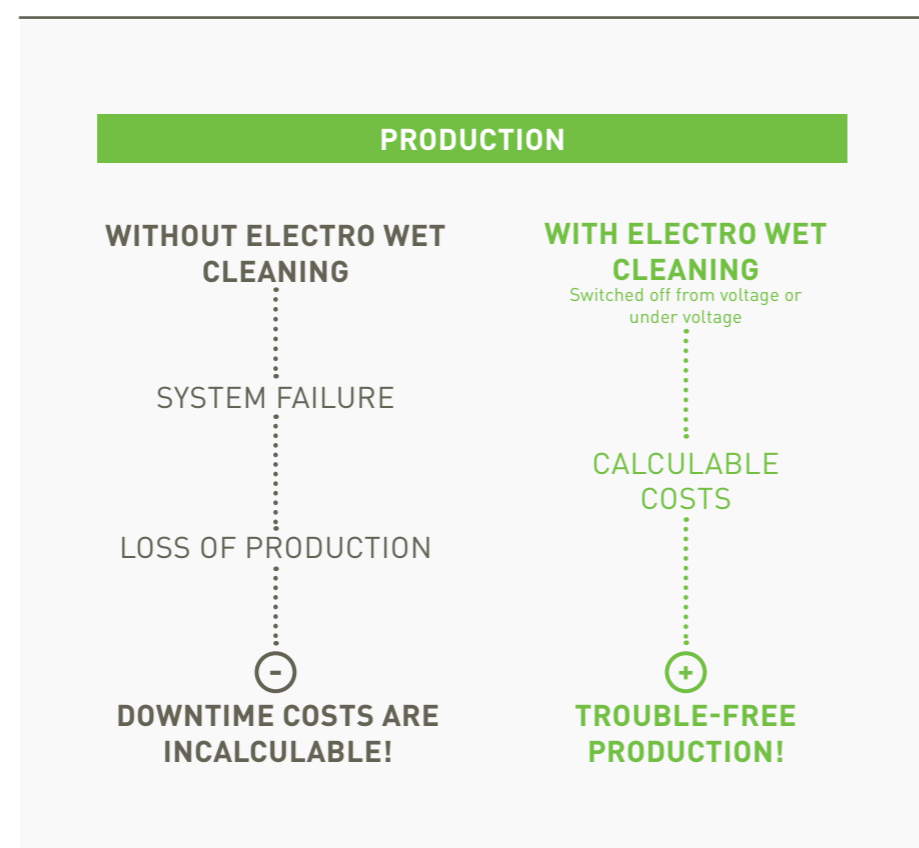 PRODUCTION
WITHOUT ELECTRO WET
CLEANING
SYSTEM FAILURE
LOSS OF PRODUCTION
-
DOWNTIME COSTS ARE
INCALCULABLE!
WITH ELECTRO WET
CLEANING
Switched off from voltage or
under voltage
CALCULABLE
COSTS
+
TROUBLE-FREE
PRODUCTION!